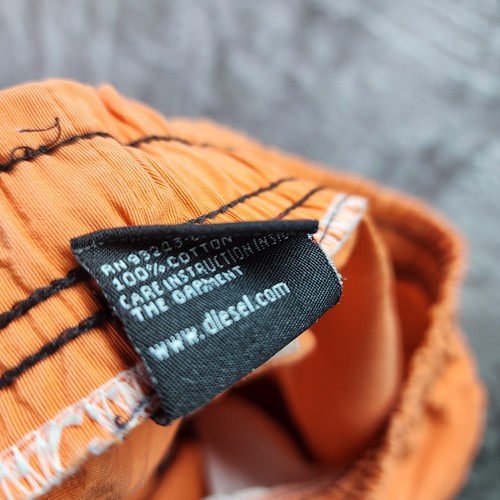 100% COTTON
CARE INSTRUCTION INSIDE
THE GARMENT
www.diesel.com